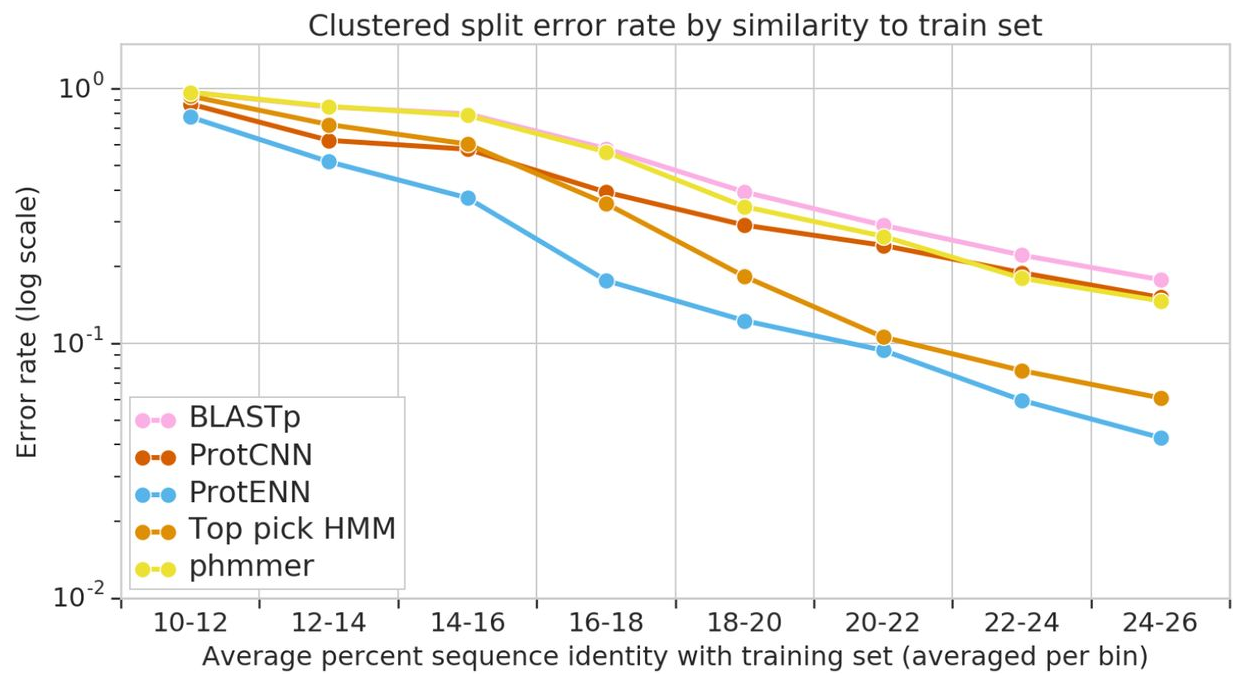 Clustered split error rate by similarity to train set
Error rate (log scale)
10⁰
10⁻¹
10⁻²
BLASTp
ProtCNN
ProtENN
Top pick HMM
phmmer
10-12 12-14 14-16 16-18 18-20 20-22 22-24 24-26
Average percent sequence identity with training set (averaged per bin)